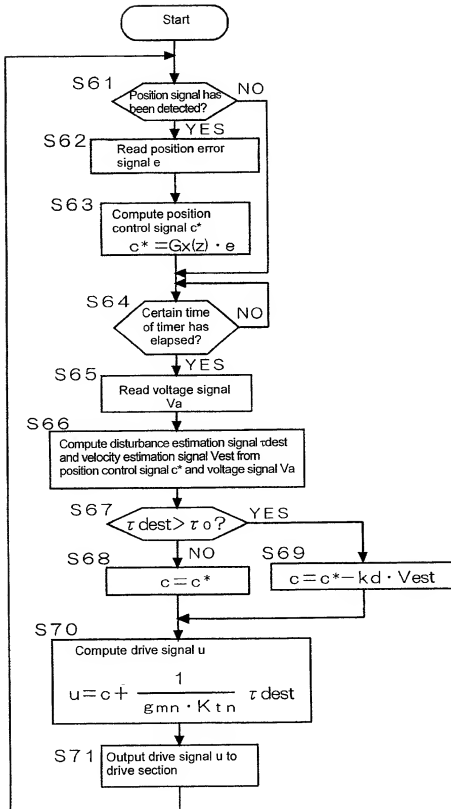 Start
S61
Position signal has
been detected?
NO
YES
S62
Read position error
signal e
S63
Compute position
control signal c*
c* =Gx(z)・e
S64
Certain time
of timer has
elapsed?
NO
YES
S65
Read voltage signal
Va
S66
Compute disturbance estimation signal τdest
and velocity estimation signal Vest from
position control signal c* and voltage signal Va
S67
τdest>τo?
YES
NO
S68
c=c*
S69
c=c*−kd・Vest
S70
Compute drive signal u
u=c+ 1 / gmn・Ktn τdest
S71
Output drive signal u to
drive section